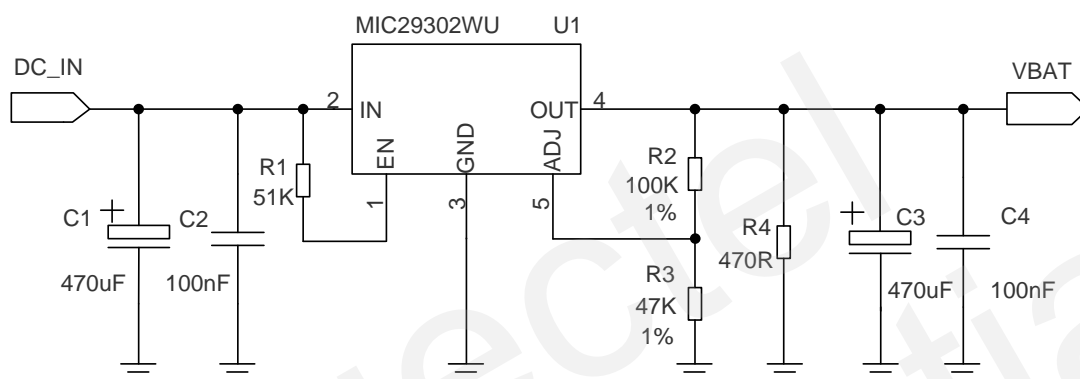 MIC29302WU U1
DC_IN
VBAT
2 IN
OUT 4
EN
GND
ADJ
1
3
5
R1
51K
R2
100K
1%
C1 +
470uF
C2
100nF
R3
47K
1%
R4
470R
+ C3
470uF
C4
100nF